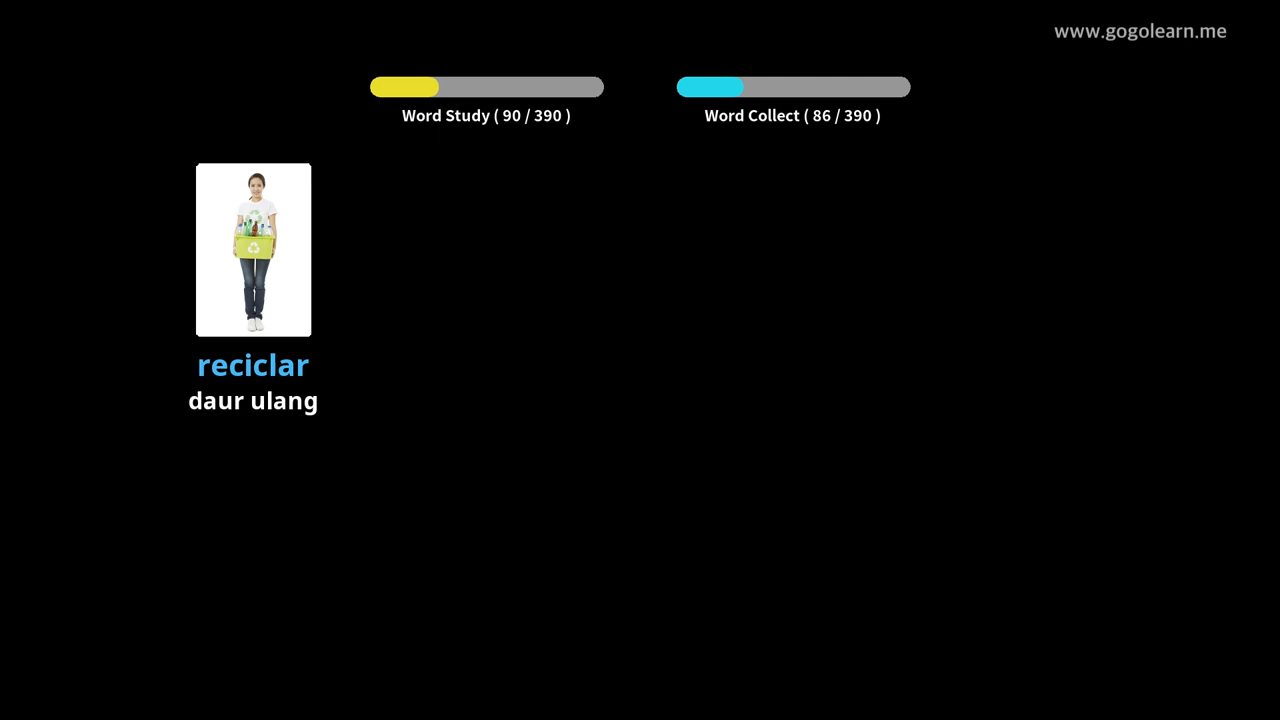 www.gogolearn.me
Word Study ( 90 / 390 )
Word Collect ( 86 / 390 )
reciclar
daur ulang